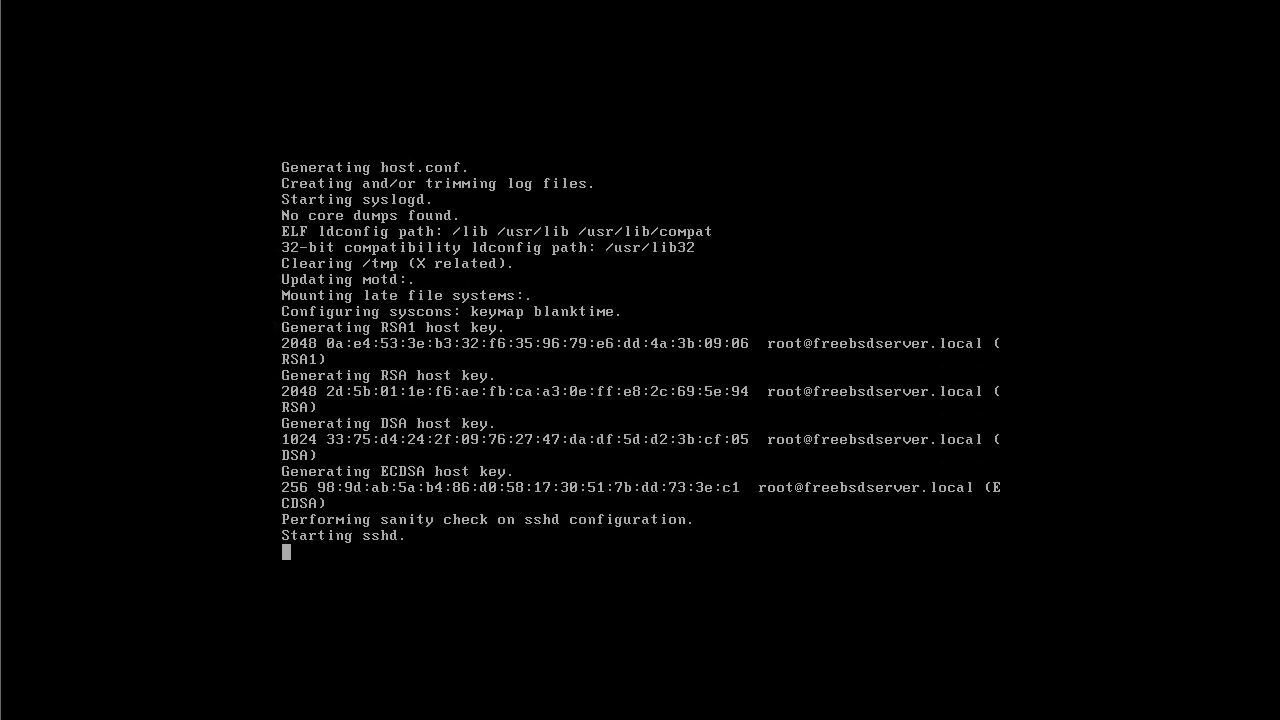 Generating host.conf.
Creating and/or trimming log files.
Starting syslogd.
No core dumps found.
ELF ldconfig path: /lib /usr/lib /usr/lib/compat
32-bit compatibility ldconfig path: /usr/lib32
Clearing /tmp (X related).
Updating motd:.
Mounting late file systems:.
Configuring syscons: keymap blanktime.
Generating RSA1 host key.
2048 0a:e4:53:3e:b3:32:f6:35:96:79:e6:dd:4a:3b:09:06  root@freebsdserver.local (
RSA1)
Generating RSA host key.
2048 2d:5b:01:1e:f6:ae:fb:ca:a3:0e:ff:e8:2c:69:5e:94  root@freebsdserver.local (
RSA)
Generating DSA host key.
1024 33:75:d4:24:2f:09:76:27:47:da:df:5d:d2:3b:cf:05  root@freebsdserver.local (
DSA)
Generating ECDSA host key.
256 98:9d:ab:5a:b4:86:d0:58:17:30:51:7b:dd:73:3e:c1  root@freebsdserver.local (E
CDSA)
Performing sanity check on sshd configuration.
Starting sshd.